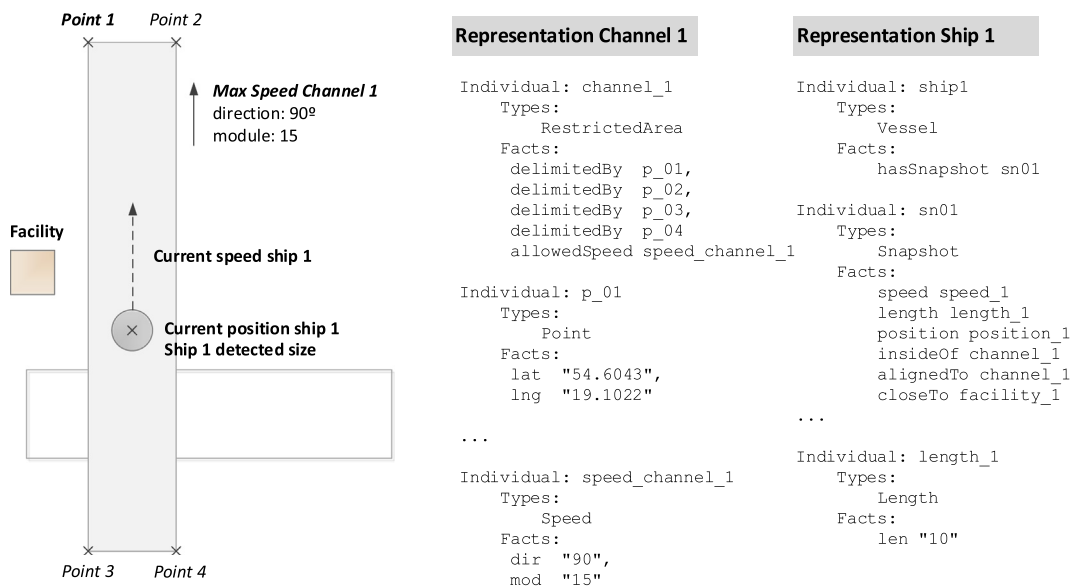 Point 1
Point 2
Max Speed Channel 1
direction: 90º
module: 15
Facility
Current speed ship 1
Current position ship 1
Ship 1 detected size
Point 3
Point 4
Representation Channel 1
Individual: channel_1
Types:
RestrictedArea
Facts:
delimitedBy p_01,
delimitedBy p_02,
delimitedBy p_03,
delimitedBy p_04
allowedSpeed speed_channel_1
Individual: p_01
Types:
Point
Facts:
lat "54.6043",
lng "19.1022"
...
Individual: speed_channel_1
Types:
Speed
Facts:
dir "90",
mod "15"
Representation Ship 1
Individual: ship1
Types:
Vessel
Facts:
hasSnapshot sn01
Individual: sn01
Types:
Snapshot
Facts:
speed speed_1
length length_1
position position_1
insideOf channel_1
alignedTo channel_1
closeTo facility_1
...
Individual: length_1
Types:
Length
Facts:
len "10"